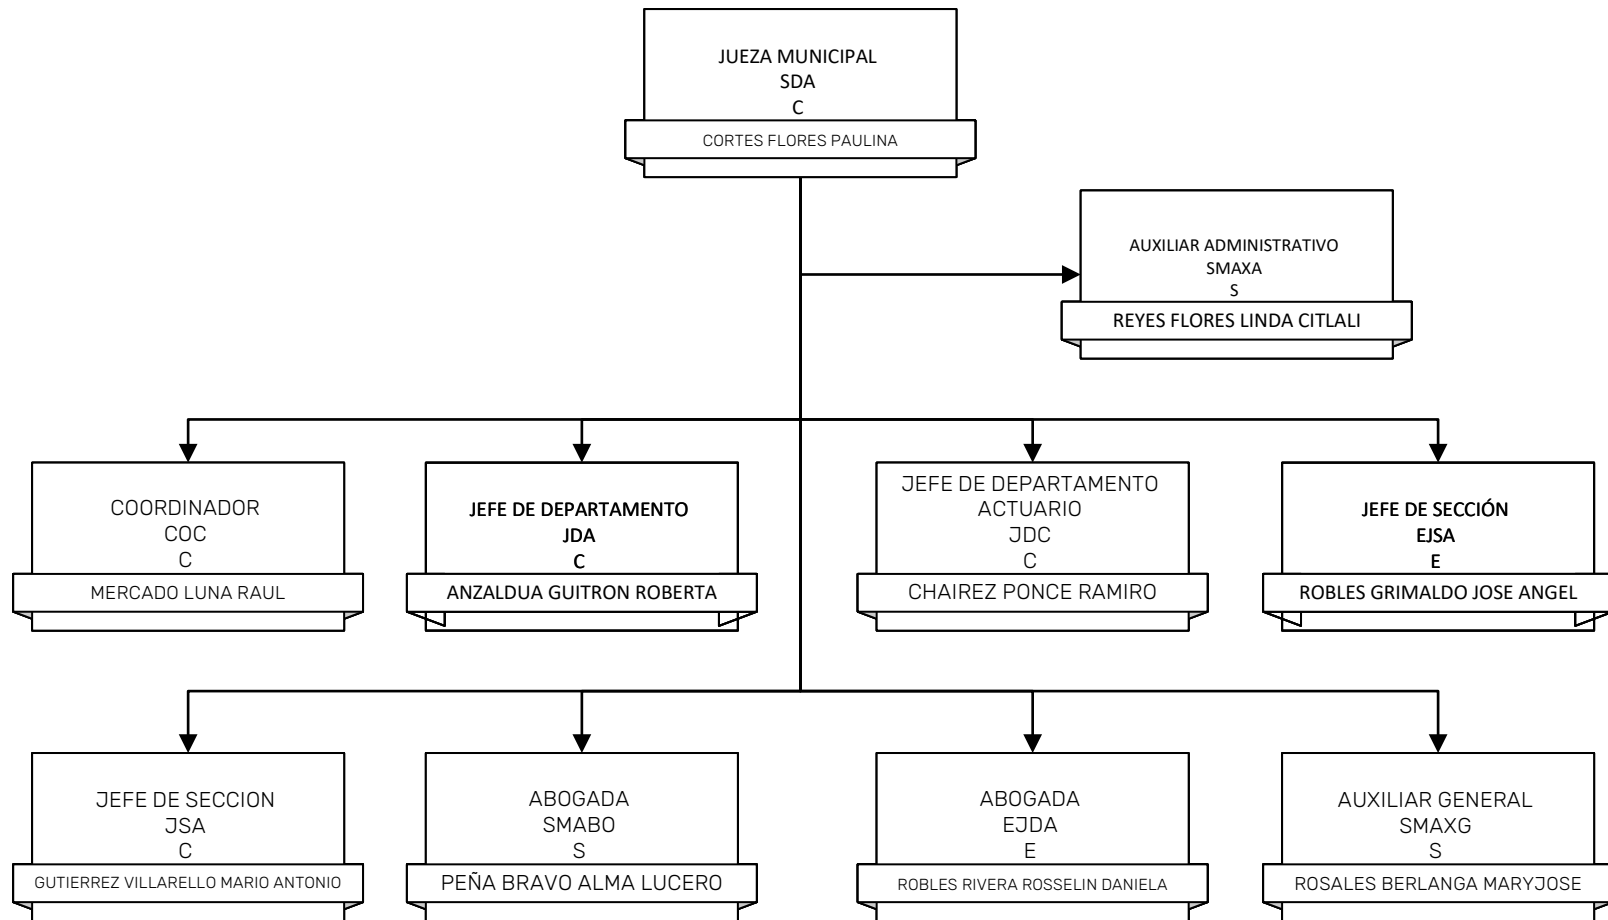 JUEZA MUNICIPAL
SDA
C
CORTES FLORES PAULINA
AUXILIAR ADMINISTRATIVO
SMAXA
S
REYES FLORES LINDA CITLALI
COORDINADOR
COC
C
MERCADO LUNA RAUL
JEFE DE DEPARTAMENTO
JDA
C
ANZALDUA GUITRON ROBERTA
JEFE DE DEPARTAMENTO
ACTUARIO
JDC
C
CHAIREZ PONCE RAMIRO
JEFE DE SECCIÓN
EJSA
E
ROBLES GRIMALDO JOSE ANGEL
JEFE DE SECCION
JSA
C
GUTIERREZ VILLARELLO MARIO ANTONIO
ABOGADA
SMABO
S
PEÑA BRAVO ALMA LUCERO
ABOGADA
EJDA
E
ROBLES RIVERA ROSSELIN DANIELA
AUXILIAR GENERAL
SMAXG
S
ROSALES BERLANGA MARYJOSE